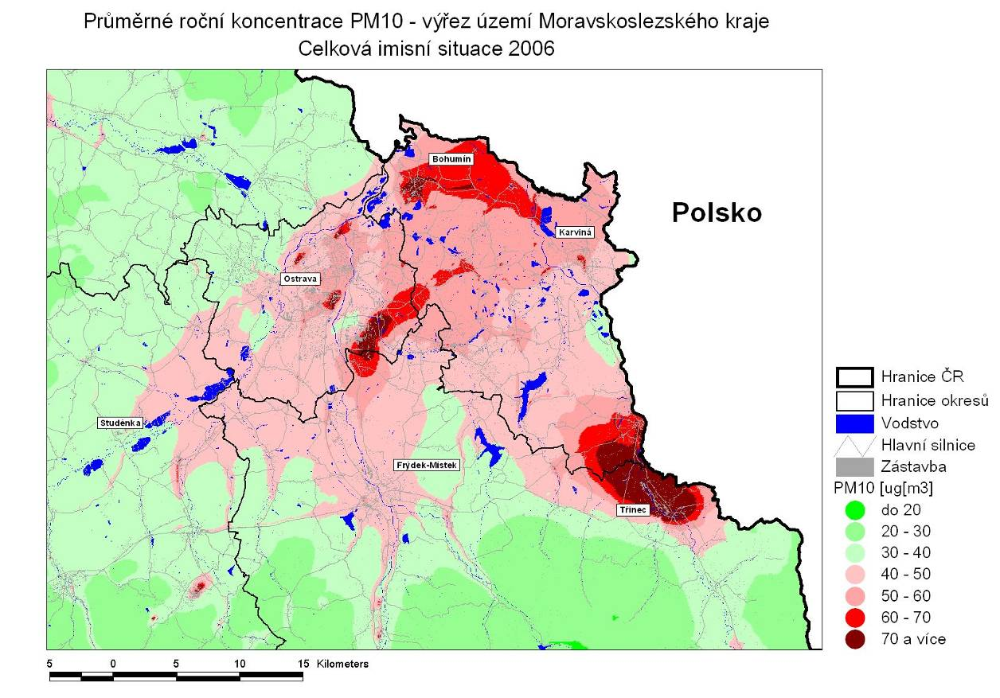 Průměrné roční koncentrace PM10 - výřez území Moravskoslezského kraje
Celková imisní situace 2006
Bohumín
Polsko
Karviná
Ostrava
Studénka
Frýdek-Místek
Třinec
Hranice ČR
Hranice okresů
Vodstvo
Hlavní silnice
Zástavba
PM10 [ug[m3]
do 20
20 - 30
30 - 40
40 - 50
50 - 60
60 - 70
70 a více
5 0 5 10 15 Kilometers